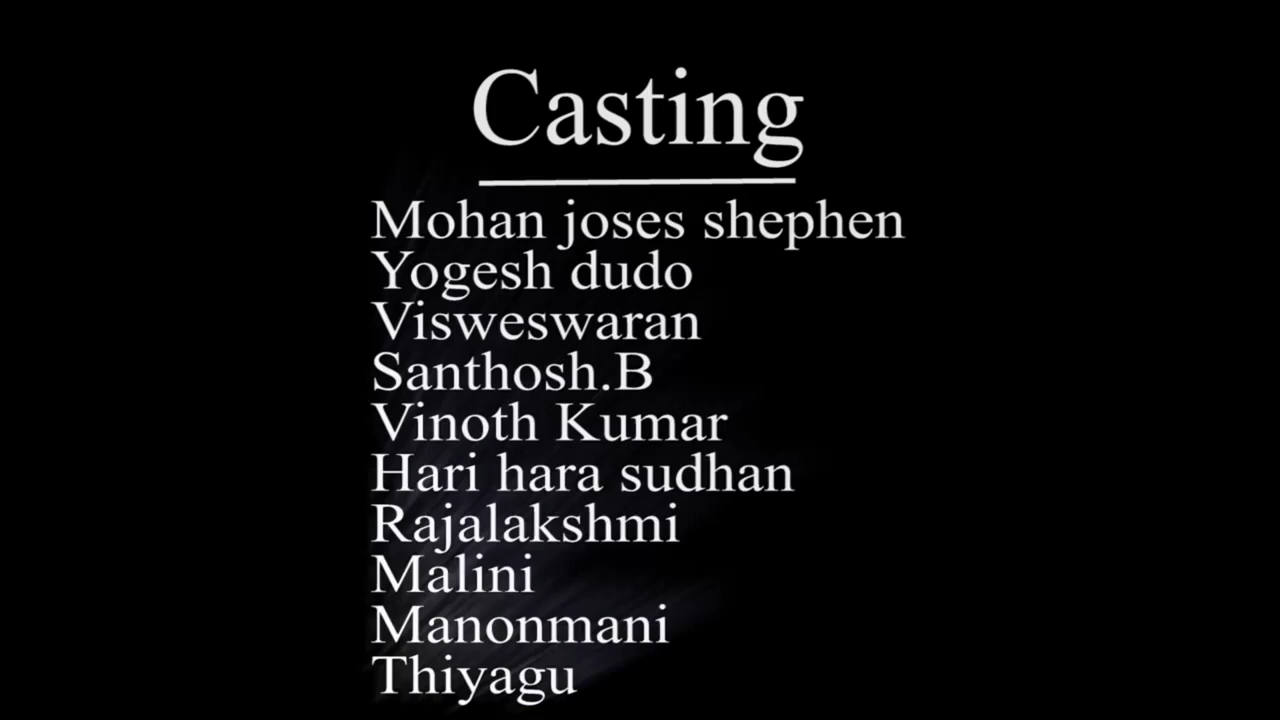 Casting
Mohan joses shephen
Yogesh dudo
Visweswaran
Santhosh.B
Vinoth Kumar
Hari hara sudhan
Rajalakshmi
Malini
Manonmani
Thiyagu